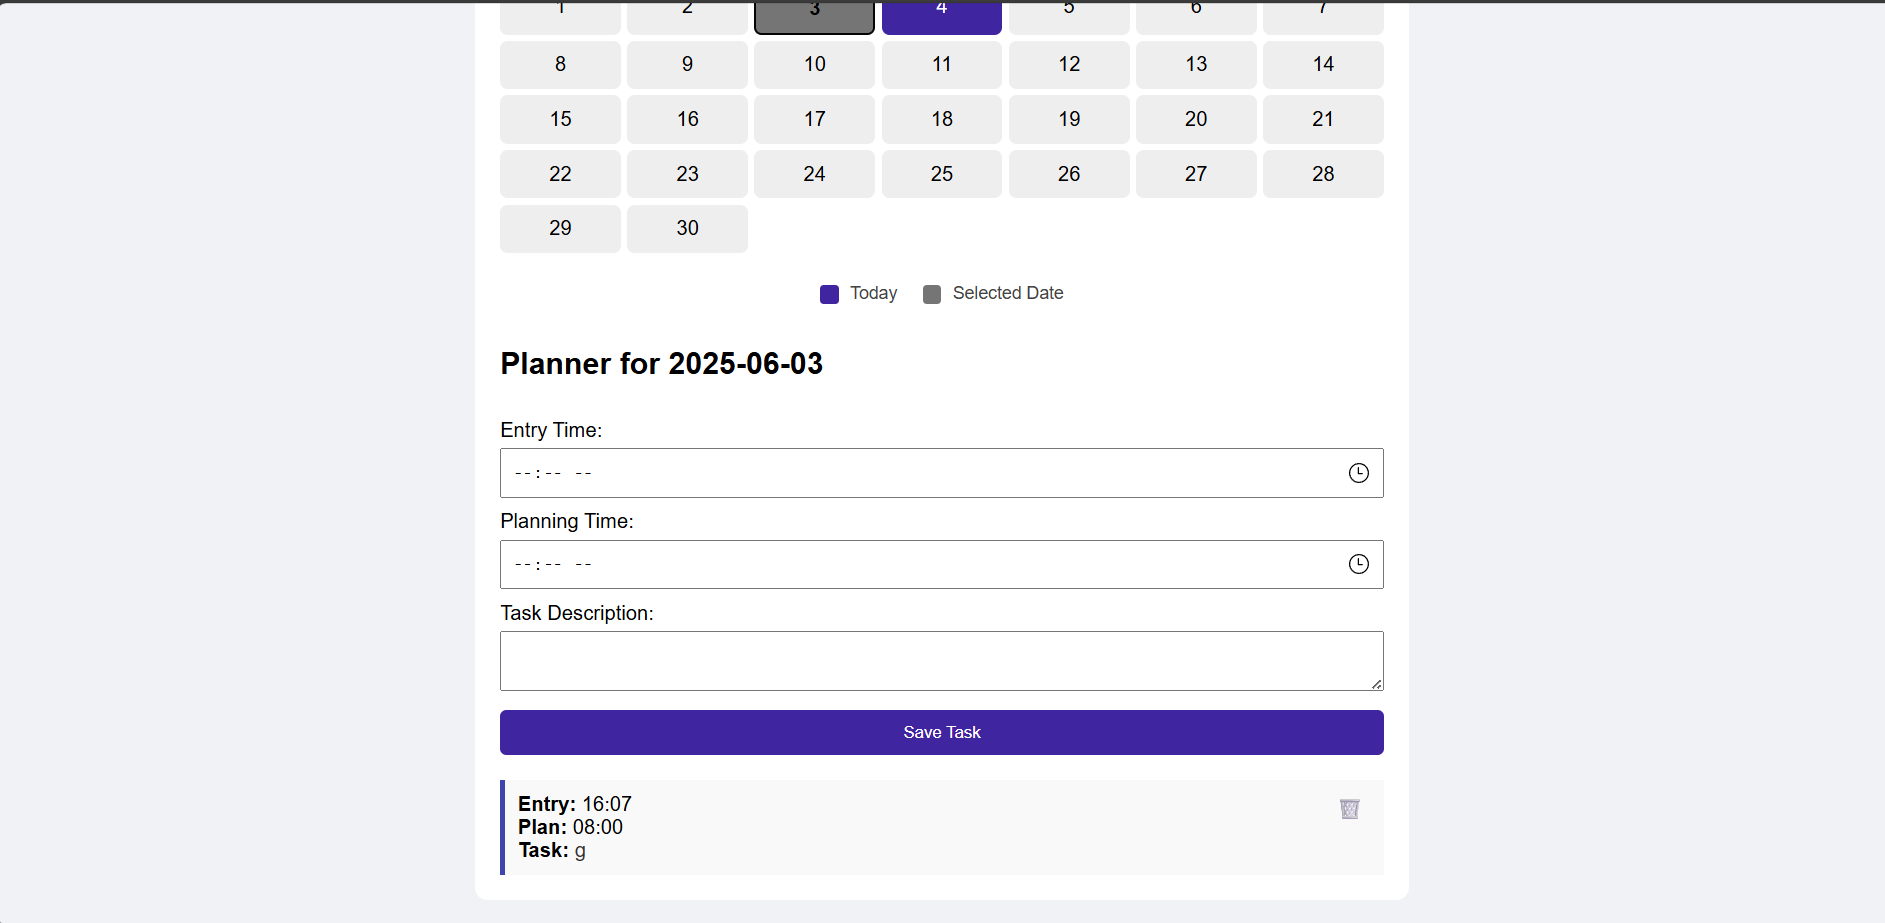 1 2 3 4 5 6 7
8 9 10 11 12 13 14
15 16 17 18 19 20 21
22 23 24 25 26 27 28
29 30
Today Selected Date
Planner for 2025-06-03
Entry Time:
--:-- --
Planning Time:
--:-- --
Task Description:
Save Task
Entry: 16:07
Plan: 08:00
Task: g